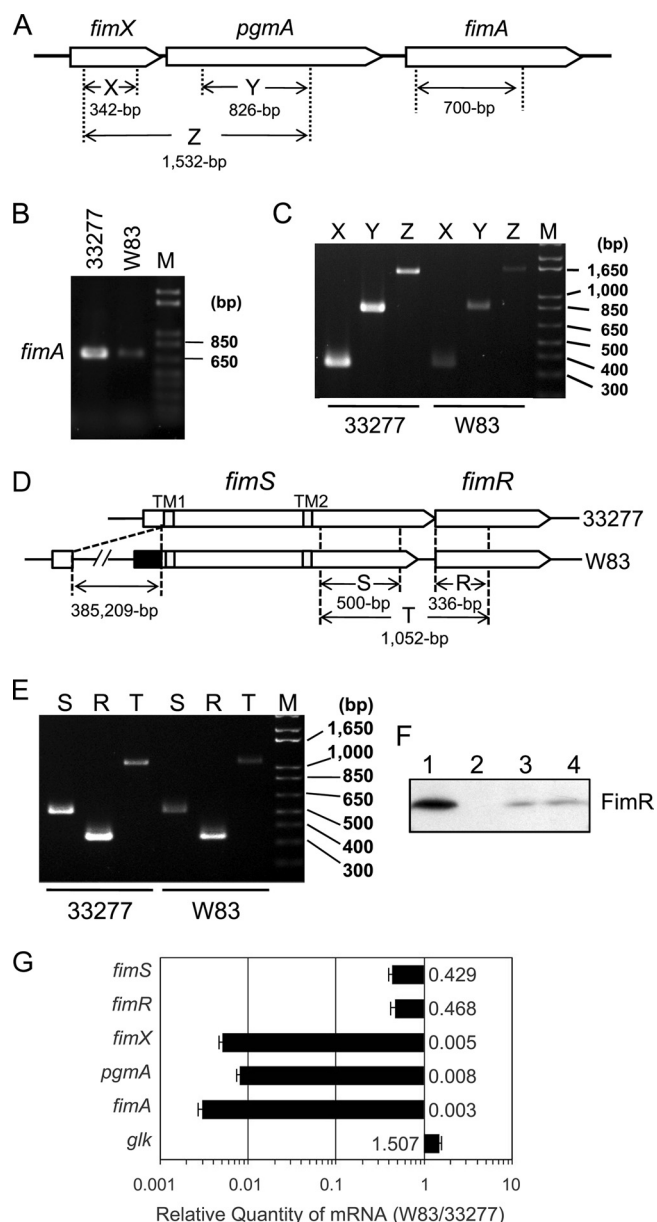 A
fimX pgmA fimA
X Y
342-bp 826-bp 700-bp
Z
1,532-bp
B
33277 W83 M
(bp)
fimA
850
650
C
X Y Z X Y Z M
(bp)
1,650
1,000
850
650
500
400
300
33277 W83
D
fimS fimR
TM1 TM2
33277
W83
S R
385,209-bp 500-bp 336-bp
T
1,052-bp
E
S R T S R T M
(bp)
1,650
1,000
850
650
500
400
300
33277 W83
F
1 2 3 4
FimR
G
fimS 0.429
fimR 0.468
fimX 0.005
pgmA 0.008
fimA 0.003
glk 1.507
0.001 0.01 0.1 1 10
Relative Quantity of mRNA (W83/33277)